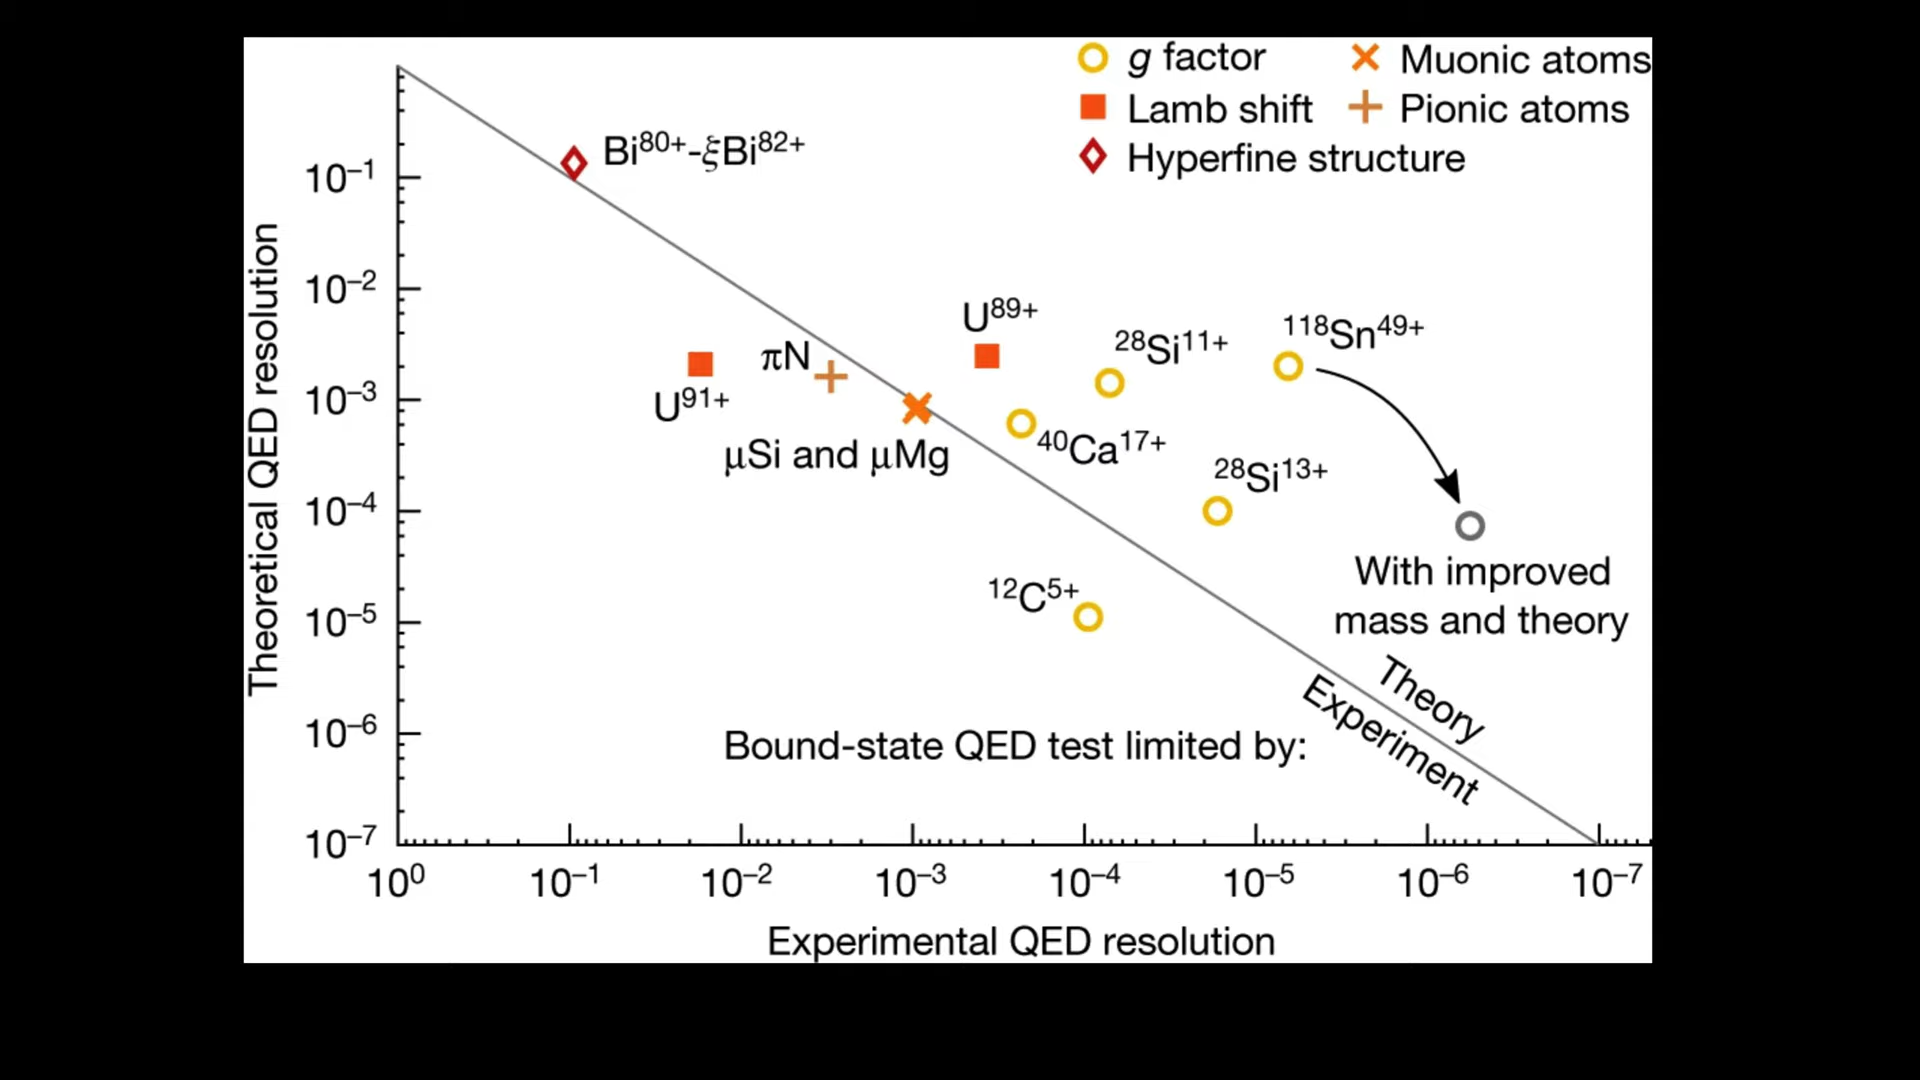 g factor
Muonic atoms
Lamb shift
Pionic atoms
Hyperfine structure
Bi⁸⁰⁺-ξBi⁸²⁺
U⁸⁹⁺
²⁸Si¹¹⁺
¹¹⁸Sn⁴⁹⁺
πN
U⁹¹⁺
μSi and μMg
⁴⁰Ca¹⁷⁺
²⁸Si¹³⁺
¹²C⁵⁺
With improved
mass and theory
Theory
Experiment
Bound-state QED test limited by:
Theoretical QED resolution
10⁻¹
10⁻²
10⁻³
10⁻⁴
10⁻⁵
10⁻⁶
10⁻⁷
10⁰ 10⁻¹ 10⁻² 10⁻³ 10⁻⁴ 10⁻⁵ 10⁻⁶ 10⁻⁷
Experimental QED resolution